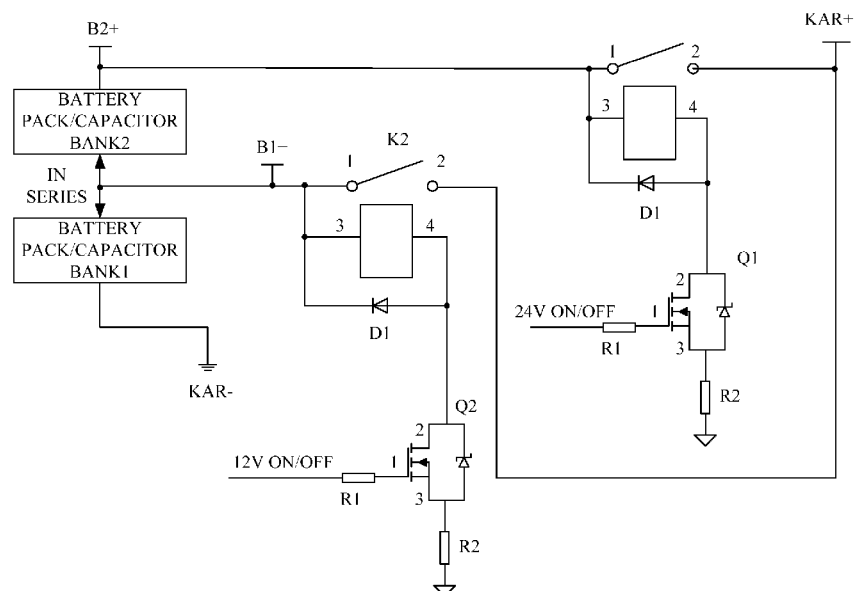 B2+
KAR+
1
2
BATTERY
PACK/CAPACITOR
BANK2
3
4
B1−
K2
1
2
IN
SERIES
D1
BATTERY
PACK/CAPACITOR
BANK1
3
4
Q1
2
24V ON/OFF
1
D1
R1
3
KAR-
R2
Q2
2
12V ON/OFF
1
R1
3
R2